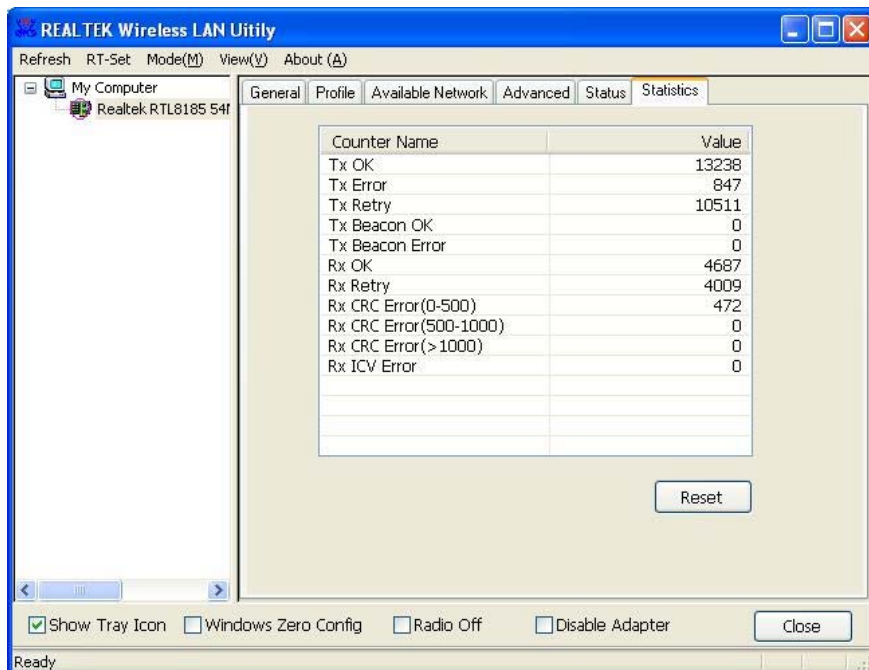 REALTEK Wireless LAN Uitily
Refresh RT-Set Mode(M) View(V) About (A)
My Computer
Realtek RTL8185 54M
General Profile Available Network Advanced Status Statistics
Counter Name Value
Tx OK 13238
Tx Error 847
Tx Retry 10511
Tx Beacon OK 0
Tx Beacon Error 0
Rx OK 4687
Rx Retry 4009
Rx CRC Error(0-500) 472
Rx CRC Error(500-1000) 0
Rx CRC Error(>1000) 0
Rx ICV Error 0
Reset
Show Tray Icon Windows Zero Config Radio Off Disable Adapter Close
Ready